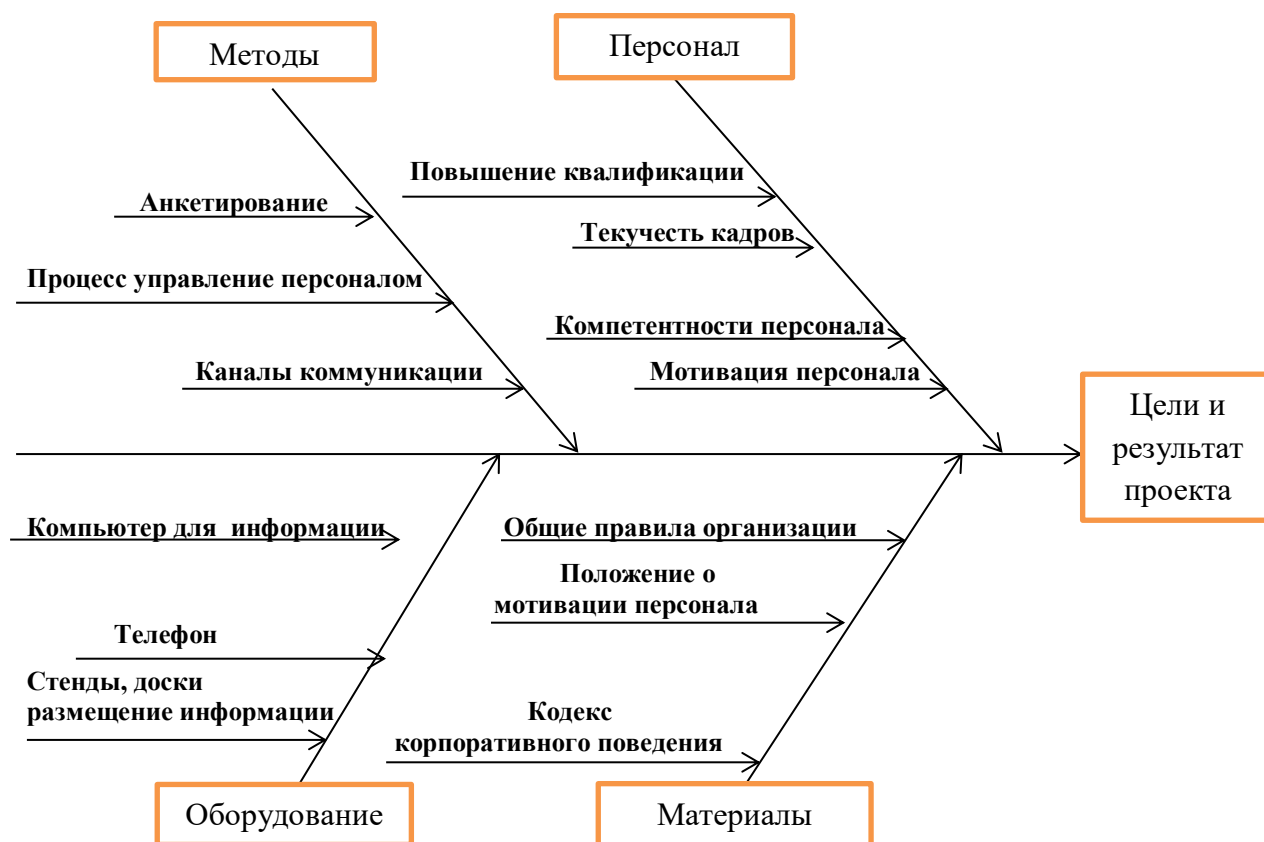 Методы
Персонал
Повышение квалификации
Анкетирование
Текучесть кадров
Процесс управление персоналом
Компетентности персонала
Каналы коммуникации
Мотивация персонала
Цели и
результат
проекта
Компьютер для информации
Общие правила организации
Положение о
мотивации персонала
Телефон
Стенды, доски
размещение информации
Кодекс
корпоративного поведения
Оборудование
Материалы